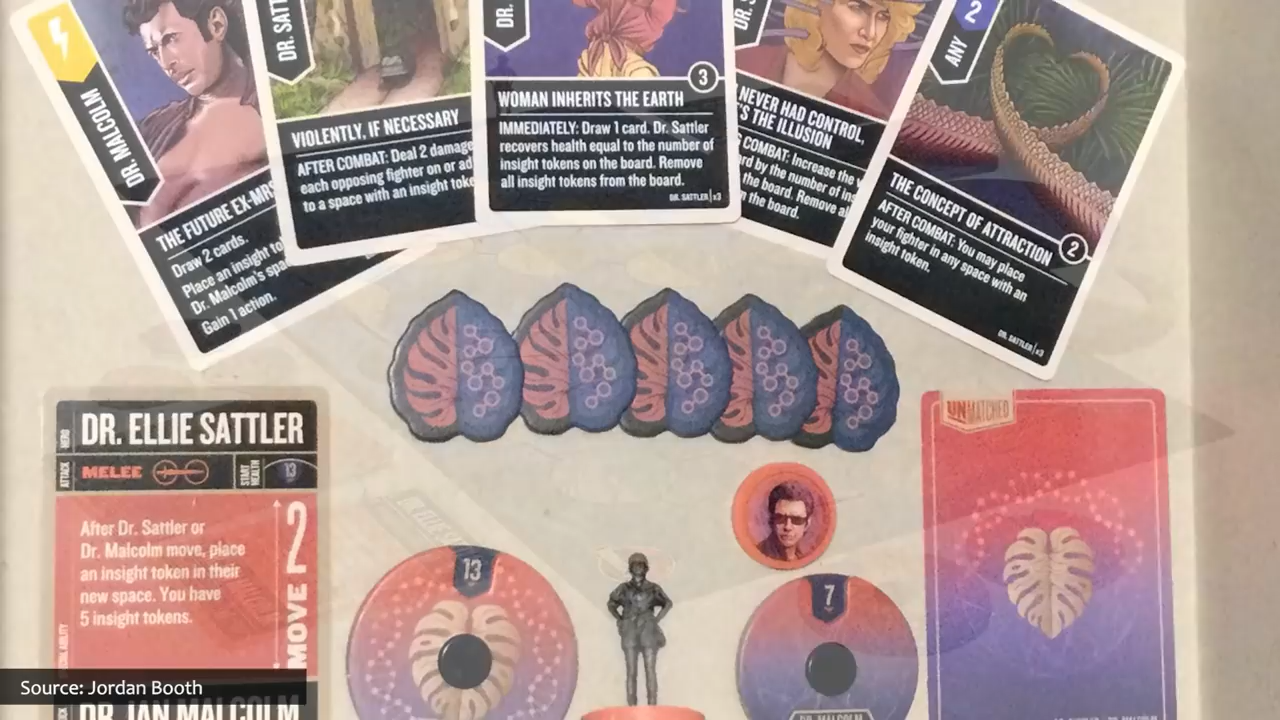 DR. MALCOLM
THE FUTURE EX-MRS
Draw 2 cards.
Place an insight to
Dr. Malcolm's spa
Gain 1 action.
DR. SATT
VIOLENTLY, IF NECESSARY
AFTER COMBAT: Deal 2 damage
each opposing fighter on or ad
to a space with an insight toke
DR.
3
WOMAN INHERITS THE EARTH
IMMEDIATELY: Draw 1 card. Dr. Sattler
recovers health equal to the number of
insight tokens on the board. Remove
all insight tokens from the board.
DR. SATTLER | x3
DR. S
NEVER HAD CONTROL,
'S THE ILLUSION
COMBAT: Increase the
rd by the number of ins
the board. Remove al
the board.
2
ANY
THE CONCEPT OF ATTRACTION
2
AFTER COMBAT: You may place
your fighter in any space with an
insight token.
DR. SATTLER | x3
HERO
DR. ELLIE SATTLER
ATTACK
MELEE
START
HEALTH
13
After Dr. Sattler or
Dr. Malcolm move, place
an insight token in their
new space. You have
5 insight tokens.
MOVE 2
DR. IAN MALCOLM
13
7
DR. MALCOLM
UNMATCHED
Source: Jordan Booth